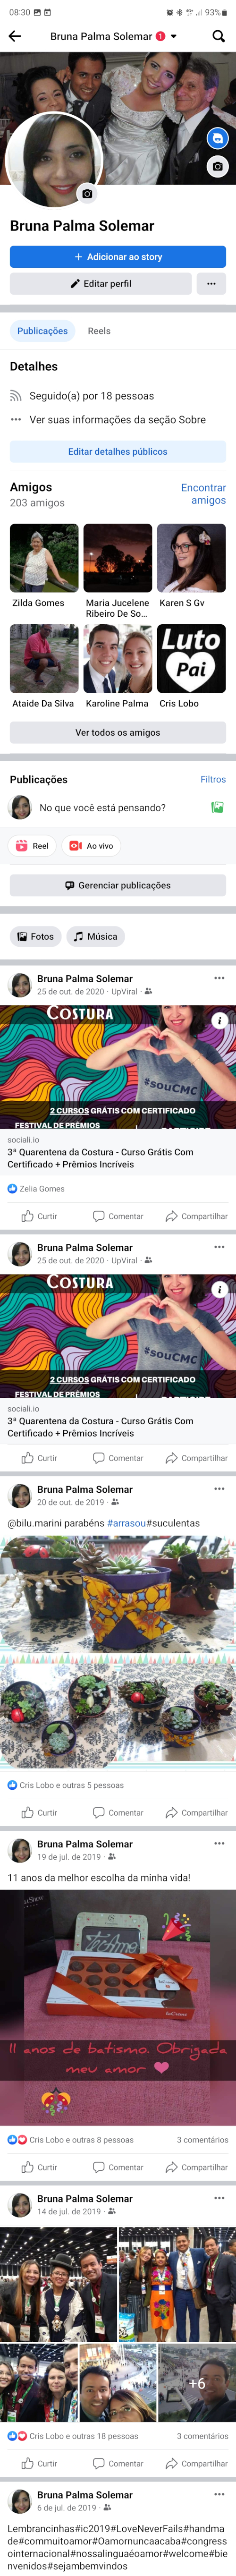 08:30
93%
Bruna Palma Solemar 1
Bruna Palma Solemar
+ Adicionar ao story
Editar perfil
Publicações
Reels
Detalhes
Seguido(a) por 18 pessoas
Ver suas informações da seção Sobre
Editar detalhes públicos
Amigos
203 amigos
Encontrar
amigos
Zilda Gomes
Maria Jucelene
Ribeiro De So...
Karen S Gv
Luto
Pai
Ataide Da Silva
Karoline Palma
Cris Lobo
Ver todos os amigos
Publicações
Filtros
No que você está pensando?
Reel
Ao vivo
Gerenciar publicações
Fotos
Música
Bruna Palma Solemar
25 de out. de 2020 · UpViral ·
COSTURA
#souCMC
2 CURSOS GRÁTIS COM CERTIFICADO
FESTIVAL DE PRÊMIOS
sociali.io
3ª Quarentena da Costura - Curso Grátis Com
Certificado + Prêmios Incríveis
Zelia Gomes
Curtir
Comentar
Compartilhar
Bruna Palma Solemar
25 de out. de 2020 · UpViral ·
COSTURA
#souCMC
2 CURSOS GRÁTIS COM CERTIFICADO
FESTIVAL DE PRÊMIOS
sociali.io
3ª Quarentena da Costura - Curso Grátis Com
Certificado + Prêmios Incríveis
Curtir
Comentar
Compartilhar
Bruna Palma Solemar
20 de out. de 2019 ·
@bilu.marini parabéns #arrasou#suculentas
Cris Lobo e outras 5 pessoas
Curtir
Comentar
Compartilhar
Bruna Palma Solemar
19 de jul. de 2019 ·
11 anos da melhor escolha da minha vida!
Te Amo
11 anos de batismo. Obrigada
meu amor
Cris Lobo e outras 8 pessoas
3 comentários
Curtir
Comentar
Compartilhar
Bruna Palma Solemar
14 de jul. de 2019 ·
+6
Cris Lobo e outras 18 pessoas
3 comentários
Curtir
Comentar
Compartilhar
Bruna Palma Solemar
6 de jul. de 2019 ·
Lembrancinhas#ic2019#LoveNeverFails#handma
de#commuitoamor#Oamornuncaacaba#congress
ointernacional#nossalinguaéoamor#welcome#bie
nvenidos#sejambemvindos